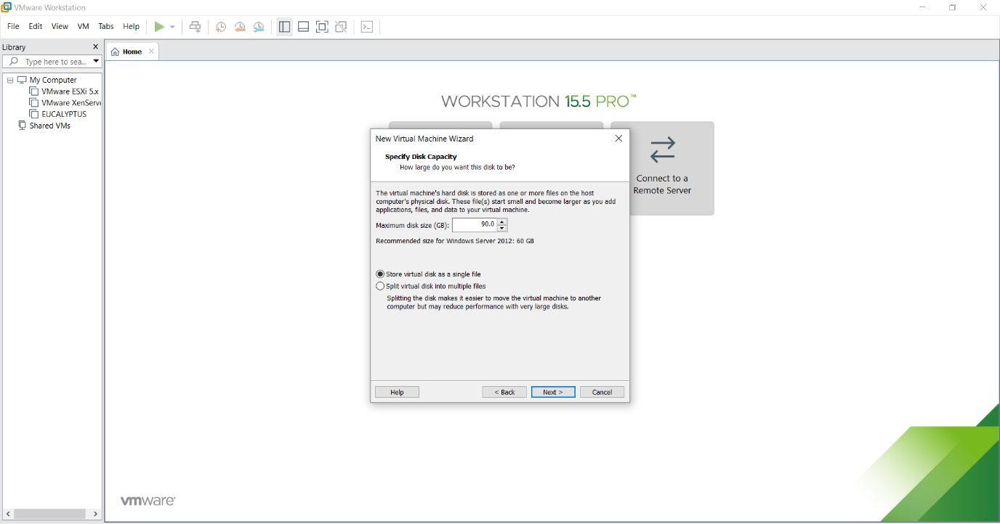 VMware Workstation
File Edit View VM Tabs Help
Library
Type here to sea...
My Computer
VMware ESXi 5.x
VMware XenServe
EUCALYPTUS
Shared VMs
Home
WORKSTATION 15.5 PRO™
Connect to a
Remote Server
New Virtual Machine Wizard
Specify Disk Capacity
How large do you want this disk to be?
The virtual machine's hard disk is stored as one or more files on the host
computer's physical disk. These file(s) start small and become larger as you add
applications, files, and data to your virtual machine.
Maximum disk size (GB): 90.0
Recommended size for Windows Server 2012: 60 GB
Store virtual disk as a single file
Split virtual disk into multiple files
Splitting the disk makes it easier to move the virtual machine to another
computer but may reduce performance with very large disks.
Help < Back Next > Cancel
vmware®